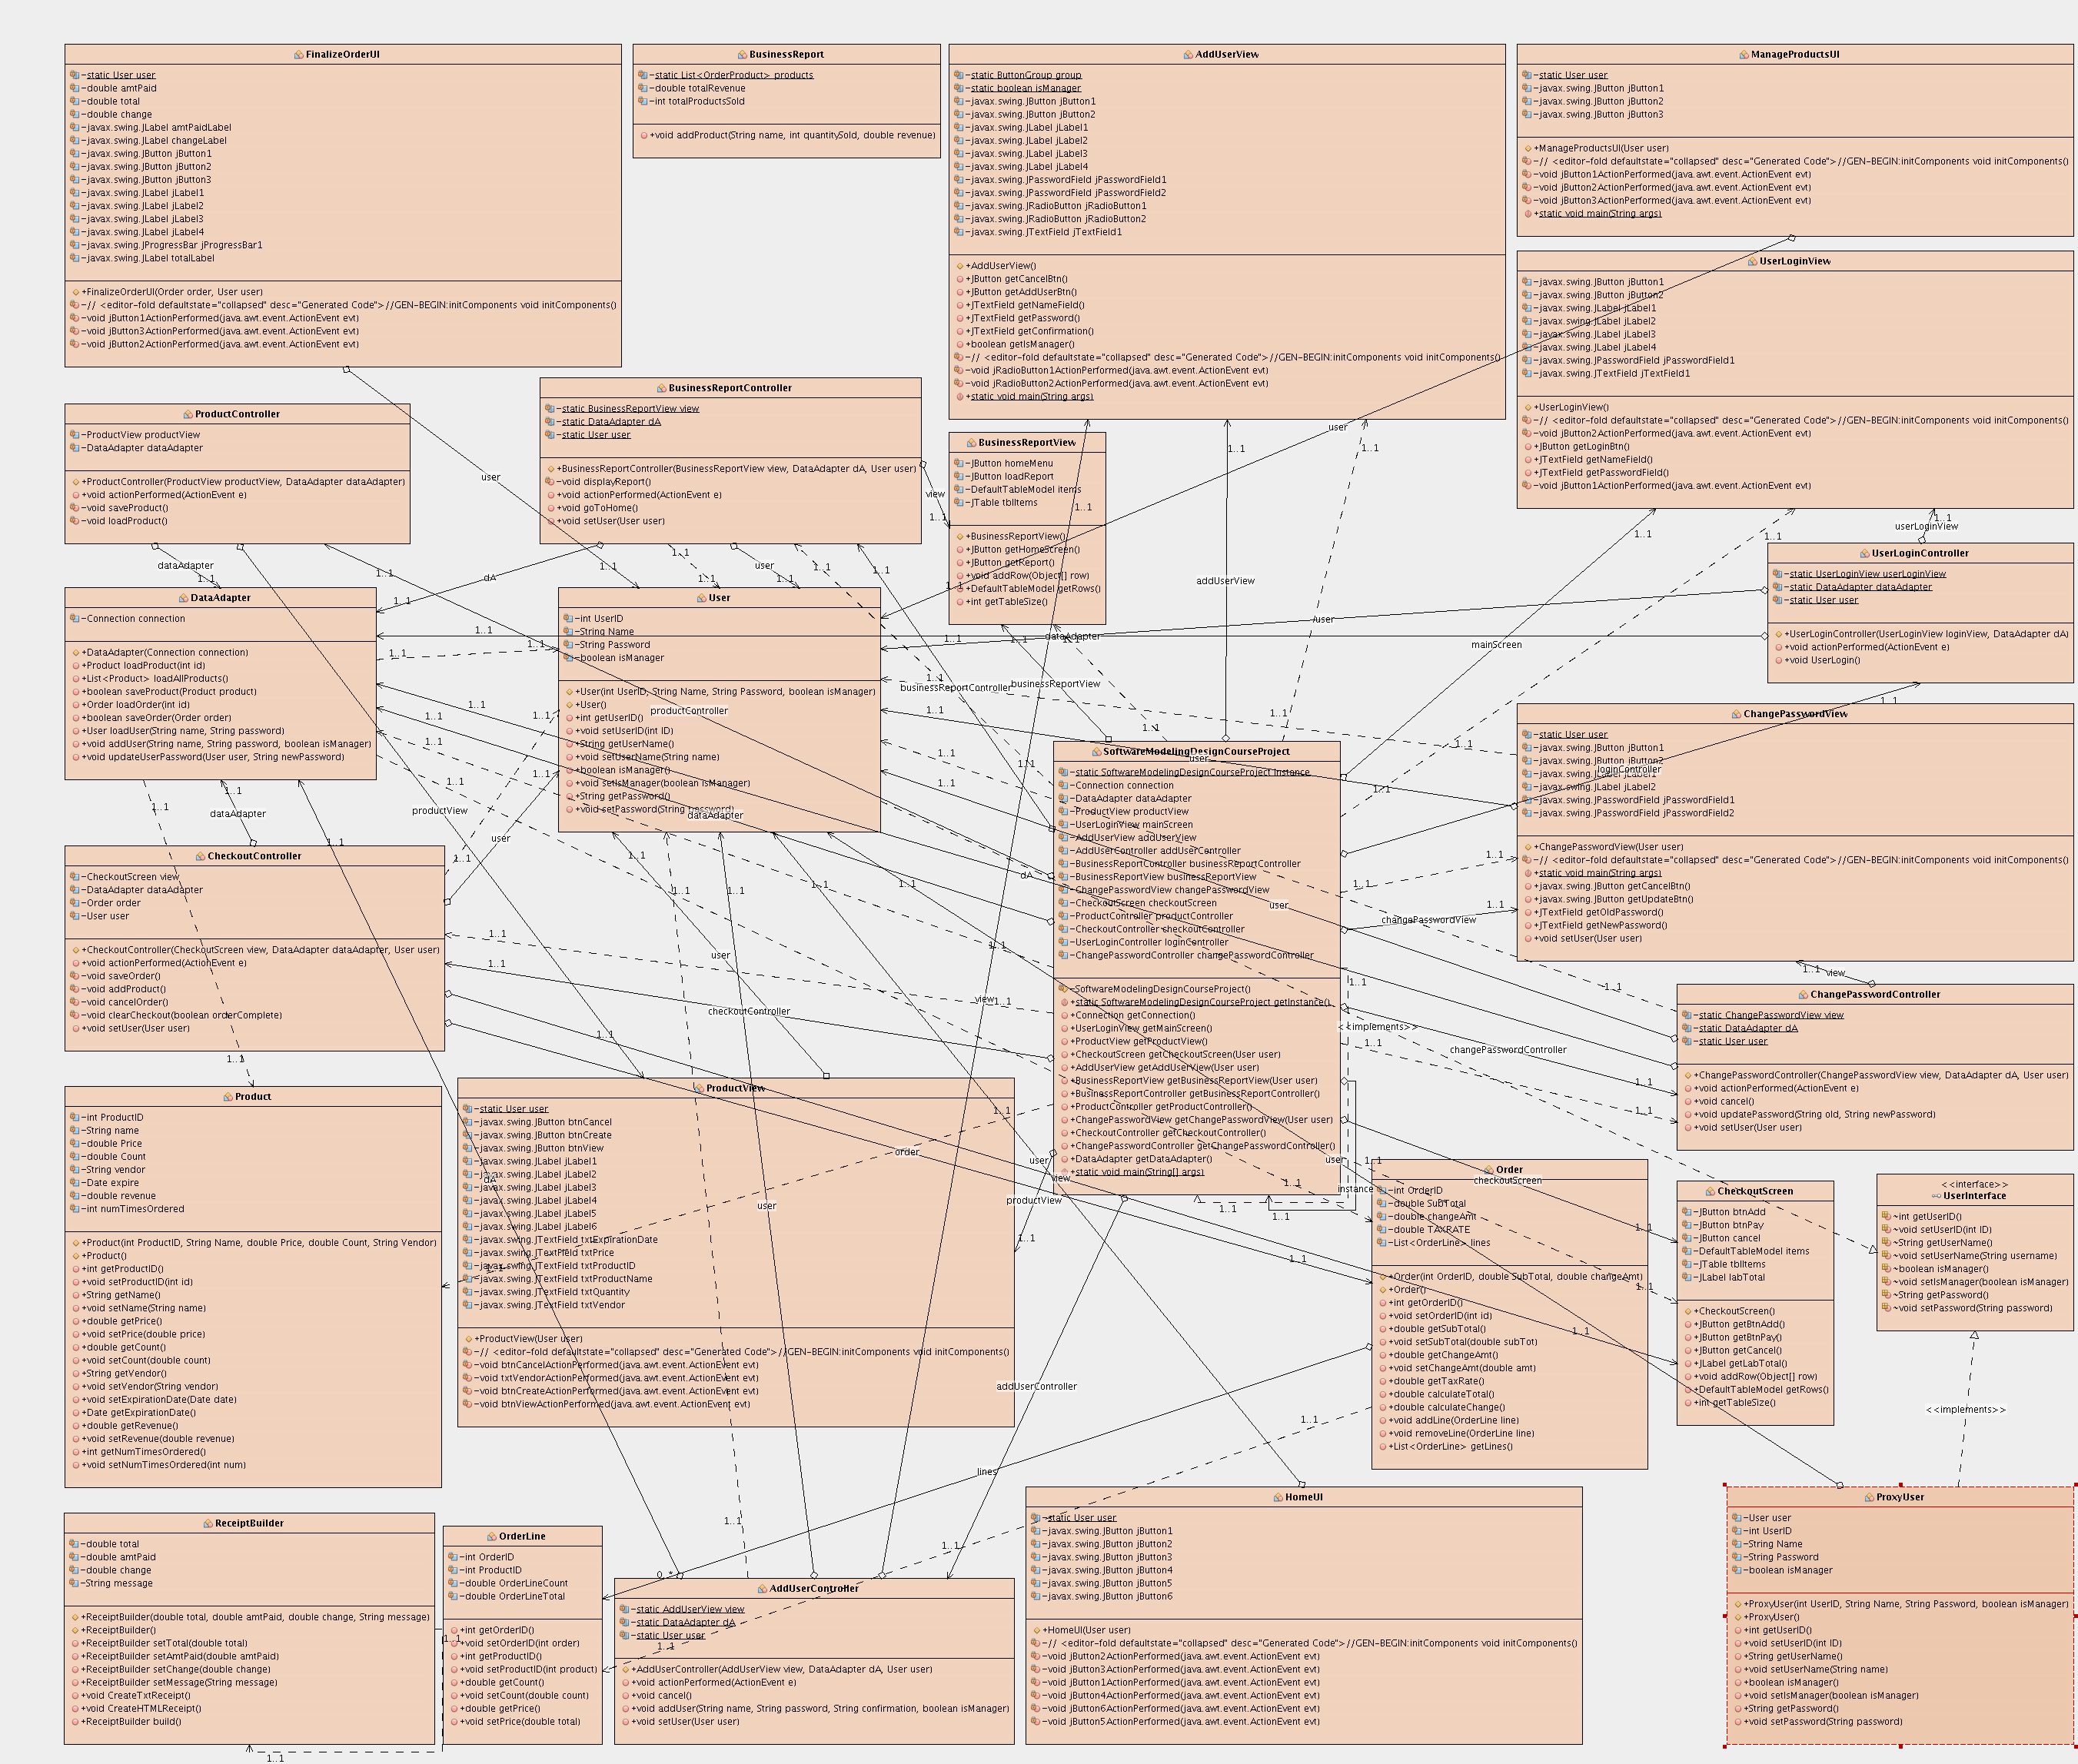 FinalizeOrderUI
-static User user
-double amtPaid
-double total
-double change
-javax.swing.JLabel amtPaidLabel
-javax.swing.JLabel changeLabel
-javax.swing.JButton jButton1
-javax.swing.JButton jButton2
-javax.swing.JButton jButton3
-javax.swing.JLabel jLabel1
-javax.swing.JLabel jLabel2
-javax.swing.JLabel jLabel3
-javax.swing.JLabel jLabel4
-javax.swing.JProgressBar jProgressBar1
-javax.swing.JLabel totalLabel
+FinalizeOrderUI(Order order, User user)
-// <editor-fold defaultstate="collapsed" desc="Generated Code">//GEN-BEGIN:initComponents void initComponents()
-void jButton1ActionPerformed(java.awt.event.ActionEvent evt)
-void jButton3ActionPerformed(java.awt.event.ActionEvent evt)
-void jButton2ActionPerformed(java.awt.event.ActionEvent evt)
BusinessReport
-static List<OrderProduct> products
-double totalRevenue
-int totalProductsSold
+void addProduct(String name, int quantitySold, double revenue)
AddUserView
-static ButtonGroup group
-static boolean isManager
-javax.swing.JButton jButton1
-javax.swing.JButton jButton2
-javax.swing.JLabel jLabel1
-javax.swing.JLabel jLabel2
-javax.swing.JLabel jLabel3
-javax.swing.JLabel jLabel4
-javax.swing.JPasswordField jPasswordField1
-javax.swing.JPasswordField jPasswordField2
-javax.swing.JRadioButton jRadioButton1
-javax.swing.JRadioButton jRadioButton2
-javax.swing.JTextField jTextField1
+AddUserView()
+JButton getCancelBtn()
+JButton getAddUserBtn()
+JTextField getNameField()
+JTextField getPassword()
+JTextField getConfirmation()
+boolean getIsManager()
-// <editor-fold defaultstate="collapsed" desc="Generated Code">//GEN-BEGIN:initComponents void initComponents()
-void jRadioButton1ActionPerformed(java.awt.event.ActionEvent evt)
-void jRadioButton2ActionPerformed(java.awt.event.ActionEvent evt)
+static void main(String args)
ManageProductsUI
-static User user
-javax.swing.JButton jButton1
-javax.swing.JButton jButton2
-javax.swing.JButton jButton3
+ManageProductsUI(User user)
-// <editor-fold defaultstate="collapsed" desc="Generated Code">//GEN-BEGIN:initComponents void initComponents()
-void jButton1ActionPerformed(java.awt.event.ActionEvent evt)
-void jButton2ActionPerformed(java.awt.event.ActionEvent evt)
-void jButton3ActionPerformed(java.awt.event.ActionEvent evt)
+static void main(String args)
UserLoginView
-javax.swing.JButton jButton1
-javax.swing.JButton jButton2
-javax.swing.JLabel jLabel1
-javax.swing.JLabel jLabel2
-javax.swing.JLabel jLabel3
-javax.swing.JLabel jLabel4
-javax.swing.JPasswordField jPasswordField1
-javax.swing.JTextField jTextField1
+UserLoginView()
-// <editor-fold defaultstate="collapsed" desc="Generated Code">//GEN-BEGIN:initComponents void initComponents()
-void jButton2ActionPerformed(java.awt.event.ActionEvent evt)
+JButton getLoginBtn()
+JTextField getNameField()
+JTextField getPasswordField()
-void jButton1ActionPerformed(java.awt.event.ActionEvent evt)
ProductController
-ProductView productView
-DataAdapter dataAdapter
+ProductController(ProductView productView, DataAdapter dataAdapter)
+void actionPerformed(ActionEvent e)
-void saveProduct()
-void loadProduct()
BusinessReportController
-static BusinessReportView view
-static DataAdapter dA
-static User user
+BusinessReportController(BusinessReportView view, DataAdapter dA, User user)
-void displayReport()
+void actionPerformed(ActionEvent e)
+void goToHome()
+void setUser(User user)
BusinessReportView
-JButton homeMenu
-JButton loadReport
-DefaultTableModel items
-JTable tblItems
+BusinessReportView()
+JButton getHomeScreen()
+JButton getReport()
+void addRow(Object[] row)
+DefaultTableModel getRows()
+int getTableSize()
UserLoginController
-static UserLoginView userLoginView
-static DataAdapter dataAdapter
-static User user
+UserLoginController(UserLoginView loginView, DataAdapter dA)
+void actionPerformed(ActionEvent e)
+void UserLogin()
DataAdapter
-Connection connection
+DataAdapter(Connection connection)
+Product loadProduct(int id)
+List<Product> loadAllProducts()
+boolean saveProduct(Product product)
+Order loadOrder(int id)
+boolean saveOrder(Order order)
+User loadUser(String name, String password)
+void addUser(String name, String password, boolean isManager)
+void updateUserPassword(User user, String newPassword)
User
-int UserID
-String Name
-String Password
-boolean isManager
+User(int UserID, String Name, String Password, boolean isManager)
+User()
+int getUserID()
+void setUserID(int ID)
+String getUserName()
+void setUserName(String name)
+boolean isManager()
+void setIsManager(boolean isManager)
+String getPassword()
+void setPassword(String password)
SoftwareModelingDesignCourseProject
-static SoftwareModelingDesignCourseProject instance
-Connection connection
-DataAdapter dataAdapter
-ProductView productView
-UserLoginView mainScreen
-AddUserView addUserView
-AddUserController addUserController
-BusinessReportController businessReportController
-BusinessReportView businessReportView
-ChangePasswordView changePasswordView
-CheckoutScreen checkoutScreen
-ProductController productController
-CheckoutController checkoutController
-UserLoginController loginController
-ChangePasswordController changePasswordController
-SoftwareModelingDesignCourseProject()
+static SoftwareModelingDesignCourseProject getInstance()
+Connection getConnection()
+UserLoginView getMainScreen()
+ProductView getProductView()
+CheckoutScreen getCheckoutScreen(User user)
+AddUserView getAddUserView(User user)
+BusinessReportView getBusinessReportView(User user)
+BusinessReportController getBusinessReportController()
+ProductController getProductController()
+ChangePasswordView getChangePasswordView(User user)
+CheckoutController getCheckoutController()
+ChangePasswordController getChangePasswordController()
+DataAdapter getDataAdapter()
+static void main(String[] args)
ChangePasswordView
-static User user
-javax.swing.JButton jButton1
-javax.swing.JButton jButton2
-javax.swing.JLabel jLabel1
-javax.swing.JLabel jLabel2
-javax.swing.JPasswordField jPasswordField1
-javax.swing.JPasswordField jPasswordField2
+ChangePasswordView(User user)
-// <editor-fold defaultstate="collapsed" desc="Generated Code">//GEN-BEGIN:initComponents void initComponents()
+static void main(String args)
+javax.swing.JButton getCancelBtn()
+javax.swing.JButton getUpdateBtn()
+JTextField getOldPassword()
+JTextField getNewPassword()
+void setUser(User user)
CheckoutController
-CheckoutScreen view
-DataAdapter dataAdapter
-Order order
-User user
+CheckoutController(CheckoutScreen view, DataAdapter dataAdapter, User user)
+void actionPerformed(ActionEvent e)
-void saveOrder()
-void addProduct()
-void cancelOrder()
-void clearCheckout(boolean orderComplete)
+void setUser(User user)
ChangePasswordController
-static ChangePasswordView view
-static DataAdapter dA
-static User user
+ChangePasswordController(ChangePasswordView view, DataAdapter dA, User user)
+void actionPerformed(ActionEvent e)
+void cancel()
+void updatePassword(String old, String newPassword)
+void setUser(User user)
Product
-int ProductID
-String name
-double Price
-double Count
-String vendor
-Date expire
-double revenue
-int numTimesOrdered
+Product(int ProductID, String Name, double Price, double Count, String Vendor)
+Product()
+int getProductID()
+void setProductID(int id)
+String getName()
+void setName(String name)
+double getPrice()
+void setPrice(double price)
+double getCount()
+void setCount(double count)
+String getVendor()
+void setVendor(String vendor)
+void setExpirationDate(Date date)
+Date getExpirationDate()
+double getRevenue()
+void setRevenue(double revenue)
+int getNumTimesOrdered()
+void setNumTimesOrdered(int num)
ProductView
-static User user
-javax.swing.JButton btnCancel
-javax.swing.JButton btnCreate
-javax.swing.JButton btnView
-javax.swing.JLabel jLabel1
-javax.swing.JLabel jLabel2
-javax.swing.JLabel jLabel3
-javax.swing.JLabel jLabel4
-javax.swing.JLabel jLabel5
-javax.swing.JLabel jLabel6
-javax.swing.JTextField txtExpirationDate
-javax.swing.JTextField txtPrice
-javax.swing.JTextField txtProductID
-javax.swing.JTextField txtProductName
-javax.swing.JTextField txtQuantity
-javax.swing.JTextField txtVendor
+ProductView(User user)
-// <editor-fold defaultstate="collapsed" desc="Generated Code">//GEN-BEGIN:initComponents void initComponents()
-void btnCancelActionPerformed(java.awt.event.ActionEvent evt)
-void txtVendorActionPerformed(java.awt.event.ActionEvent evt)
-void btnCreateActionPerformed(java.awt.event.ActionEvent evt)
-void btnViewActionPerformed(java.awt.event.ActionEvent evt)
Order
-int OrderID
-double SubTotal
-double changeAmt
-double TAXRATE
-List<OrderLine> lines
+Order(int OrderID, double SubTotal, double changeAmt)
+Order()
+int getOrderID()
+void setOrderID(int id)
+double getSubTotal()
+void setSubTotal(double subTot)
+double getChangeAmt()
+void setChangeAmt(double amt)
+double getTaxRate()
+double calculateTotal()
+double calculateChange()
+void addLine(OrderLine line)
+void removeLine(OrderLine line)
+List<OrderLine> getLines()
CheckoutScreen
-JButton btnAdd
-JButton btnPay
-JButton cancel
-DefaultTableModel items
-JTable tblItems
-JLabel labTotal
+CheckoutScreen()
+JButton getBtnAdd()
+JButton getBtnPay()
+JButton getCancel()
+JLabel getLabTotal()
+void addRow(Object[] row)
+DefaultTableModel getRows()
+int getTableSize()
<<interface>>
UserInterface
~int getUserID()
~void setUserID(int ID)
~String getUserName()
~void setUserName(String username)
~boolean isManager()
~void setIsManager(boolean isManager)
~String getPassword()
~void setPassword(String password)
ReceiptBuilder
-double total
-double amtPaid
-double change
-String message
+ReceiptBuilder(double total, double amtPaid, double change, String message)
+ReceiptBuilder()
+ReceiptBuilder setTotal(double total)
+ReceiptBuilder setAmtPaid(double amtPaid)
+ReceiptBuilder setChange(double change)
+ReceiptBuilder setMessage(String message)
+void CreateTxtReceipt()
+void CreateHTMLReceipt()
+ReceiptBuilder build()
OrderLine
-int OrderID
-int ProductID
-double OrderLineCount
-double OrderLineTotal
+int getOrderID()
+void setOrderID(int order)
+int getProductID()
+void setProductID(int product)
+double getCount()
+void setCount(double count)
+double getPrice()
+void setPrice(double total)
AddUserController
-static AddUserView view
-static DataAdapter dA
-static User user
+AddUserController(AddUserView view, DataAdapter dA, User user)
+void actionPerformed(ActionEvent e)
+void cancel()
+void addUser(String name, String password, String confirmation, boolean isManager)
+void setUser(User user)
HomeUI
-static User user
-javax.swing.JButton jButton1
-javax.swing.JButton jButton2
-javax.swing.JButton jButton3
-javax.swing.JButton jButton4
-javax.swing.JButton jButton5
-javax.swing.JButton jButton6
+HomeUI(User user)
-// <editor-fold defaultstate="collapsed" desc="Generated Code">//GEN-BEGIN:initComponents void initComponents()
-void jButton2ActionPerformed(java.awt.event.ActionEvent evt)
-void jButton3ActionPerformed(java.awt.event.ActionEvent evt)
-void jButton1ActionPerformed(java.awt.event.ActionEvent evt)
-void jButton4ActionPerformed(java.awt.event.ActionEvent evt)
-void jButton6ActionPerformed(java.awt.event.ActionEvent evt)
-void jButton5ActionPerformed(java.awt.event.ActionEvent evt)
ProxyUser
-User user
-int UserID
-String Name
-String Password
-boolean isManager
+ProxyUser(int UserID, String Name, String Password, boolean isManager)
+ProxyUser()
+int getUserID()
+void setUserID(int ID)
+String getUserName()
+void setUserName(String name)
+boolean isManager()
+void setIsManager(boolean isManager)
+String getPassword()
+void setPassword(String password)
user
user
view
1..1
dataAdapter
1..1
dA
1..1
user
1..1
addUserView
1..1
userLoginView
1..1
mainScreen
1..1
user
dataAdapter
businessReportController
businessReportView
productController
productView
loginController
user
dataAdapter
dataAdapter
user
dA
user
changePasswordView
1..1
view
1..1
user
view
checkoutController
<<implements>>
changePasswordController
order
user
view
productView
user
instance
checkoutScreen
dA
user
addUserController
<<implements>>
lines
0..*
1..1